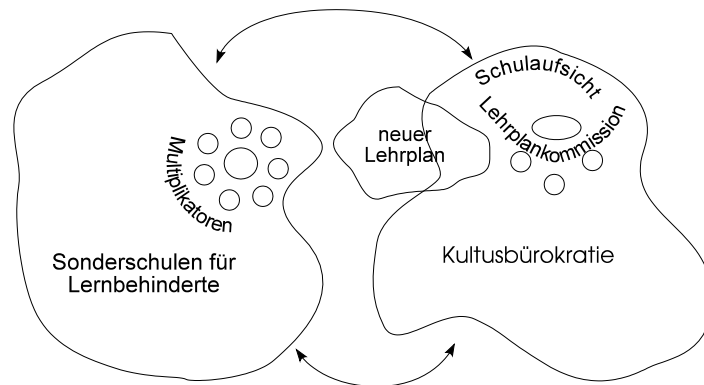 Schulaufsicht
Lehrplankommission
neuer
Lehrplan
Multiplikatoren
Sonderschulen für
Lernbehinderte
Kultusbürokratie